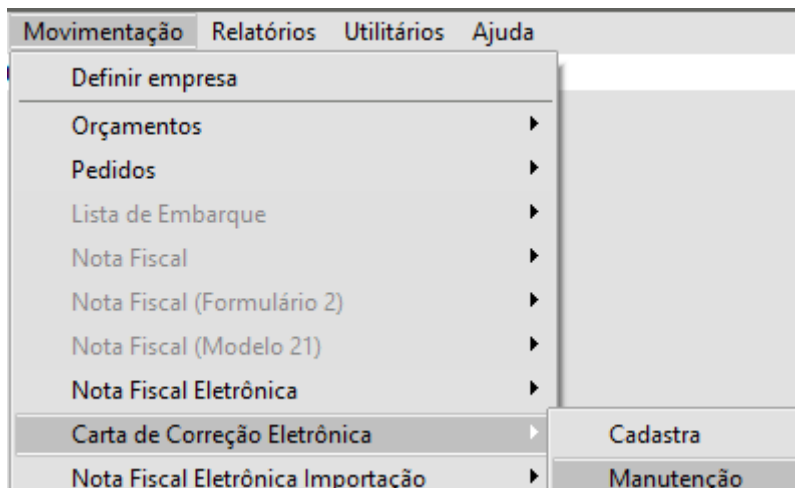 Movimentação Relatórios Utilitários Ajuda
Definir empresa
Orçamentos
Pedidos
Lista de Embarque
Nota Fiscal
Nota Fiscal (Formulário 2)
Nota Fiscal (Modelo 21)
Nota Fiscal Eletrônica
Carta de Correção Eletrônica Cadastra
Nota Fiscal Eletrônica Importação Manutenção